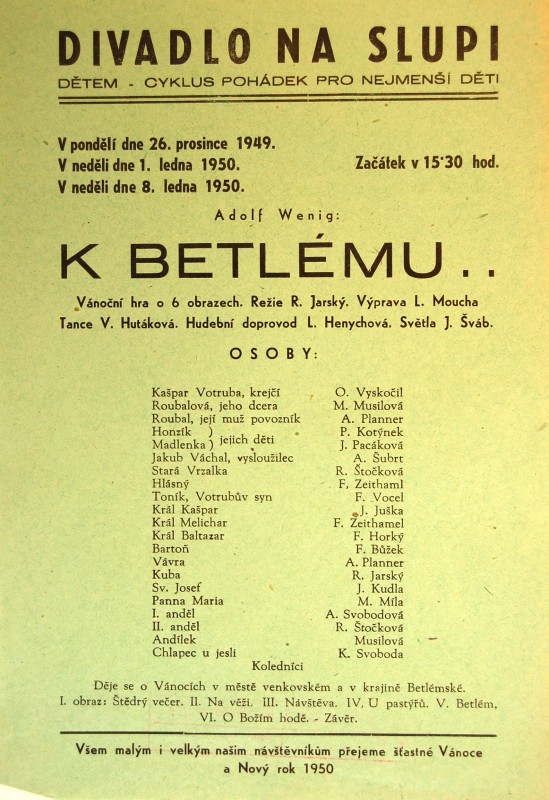 DIVADLO NA SLUPI
DĚTEM - CYKLUS POHÁDEK PRO NEJMENŠÍ DĚTI
V pondělí dne 26. prosince 1949.
V neděli dne 1. ledna 1950. Začátek v 15·30 hod.
V neděli dne 8. ledna 1950.
Adolf Wenig:
K BETLÉMU . .
Vánoční hra o 6 obrazech. Režie R. Jarský. Výprava L. Moucha
Tance V. Hutáková. Hudební doprovod L. Henychová. Světla J. Šváb.
OSOBY:
Kašpar Votruba, krejčí O. Vyskočil
Roubalová, jeho dcera M. Musilová
Roubal, její muž povozník A. Planner
Honzík ) P. Kotýnek
jejich děti
Madlenka ) J. Pacáková
Jakub Váchal, vysloužilec A. Šubrt
Stará Vrzalka R. Štočková
Hlásný F. Zeithaml
Toník, Votrubův syn F. Vocel
Král Kašpar J. Juška
Král Melichar F. Zeithamel
Král Baltazar F. Horký
Bartoň F. Bůžek
Vávra A. Planner
Kuba R. Jarský
Sv. Josef J. Kudla
Panna Maria M. Míla
I. anděl A. Svobodová
II. anděl R. Štočková
Andílek Musilová
Chlapec u jesli K. Svoboda
Koledníci
Děje se o Vánocích v městě venkovském a v krajině Betlémské.
I. obraz: Štědrý večer. II. Na věži. III. Návštěva. IV, U pastýřů. V. Betlém,
VI. O Božím hodě. - Závěr.
Všem malým i velkým našim návštěvníkům přejeme šťastné Vánoce
a Nový rok 1950